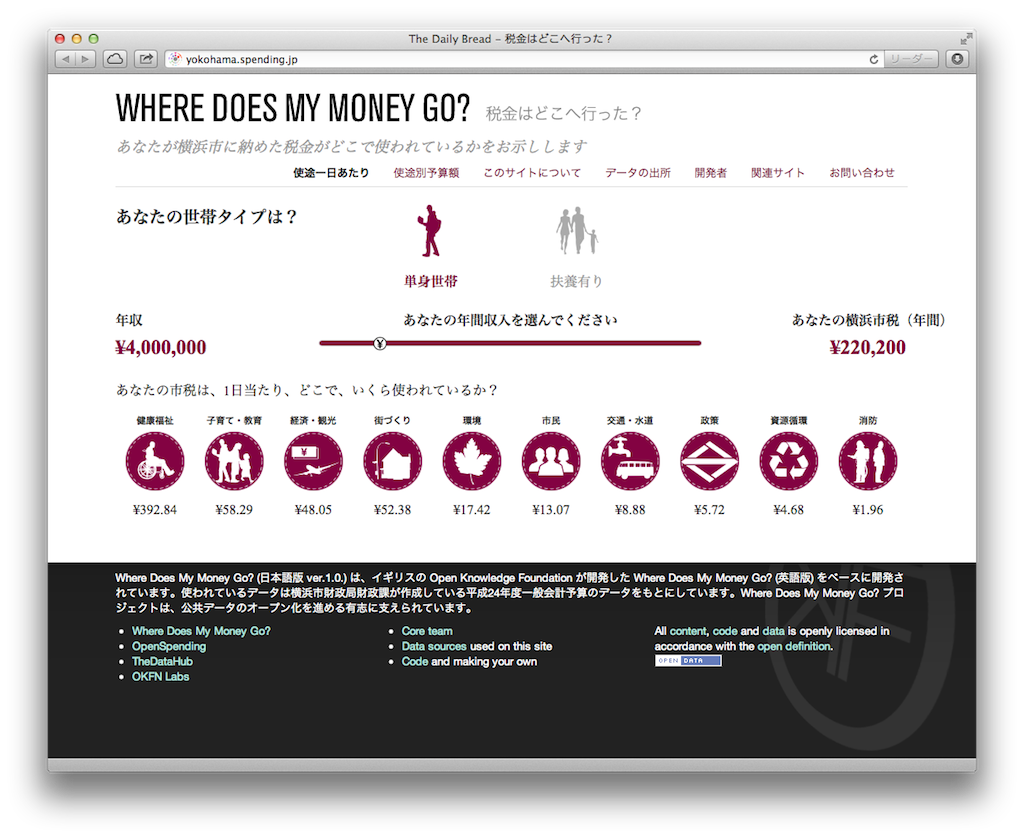 The Daily Bread – 税金はどこへ行った？
yokohama.spending.jp
リーダー
WHERE DOES MY MONEY GO? 税金はどこへ行った？
あなたが横浜市に納めた税金がどこで使われているかをお示しします
使途一日あたり 使途別予算額 このサイトについて データの出所 開発者 関連サイト お問い合わせ
あなたの世帯タイプは？
単身世帯 扶養有り
年収 あなたの年間収入を選んでください あなたの横浜市税（年間）
¥4,000,000 ¥ ¥220,200
あなたの市税は、1日当たり、どこで、いくら使われているか？
健康福祉 子育て・教育 経済・観光 街づくり 環境 市民 交通・水道 政策 資源循環 消防
¥
¥392.84 ¥58.29 ¥48.05 ¥52.38 ¥17.42 ¥13.07 ¥8.88 ¥5.72 ¥4.68 ¥1.96
Where Does My Money Go? (日本語版 ver.1.0.) は、イギリスの Open Knowledge Foundation が開発した Where Does My Money Go? (英語版) をベースに開発さ
れています。使われているデータは横浜市財政局財政課が作成している平成24年度一般会計予算のデータをもとにしています。Where Does My Money Go? プロ
ジェクトは、公共データのオープン化を進める有志に支えられています。
• Where Does My Money Go?
• OpenSpending
• TheDataHub
• OKFN Labs
• Core team
• Data sources used on this site
• Code and making your own
All content, code and data is openly licensed in
accordance with the open definition.
OPEN DATA